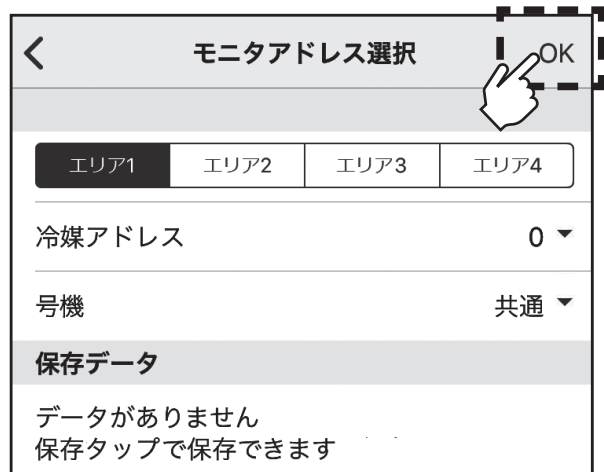 モニタアドレス選択 OK
エリア1 エリア2 エリア3 エリア4
冷媒アドレス 0
号機 共通
保存データ
データがありません
保存タップで保存できます